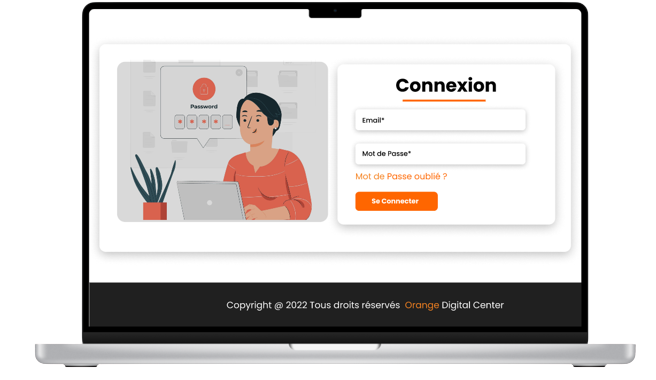 Password
Connexion
Email*
Mot de Passe*
Mot de Passe oublié ?
Se Connecter
Copyright @ 2022 Tous droits réservés Orange Digital Center